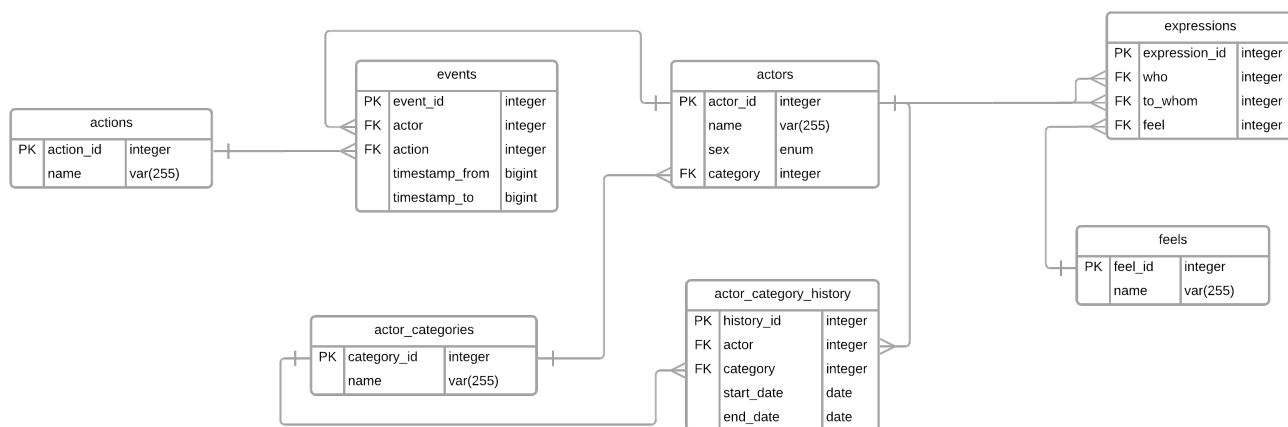 actions
PK action_id integer
name var(255)
events
PK event_id integer
FK actor integer
FK action integer
timestamp_from bigint
timestamp_to bigint
actors
PK actor_id integer
name var(255)
sex enum
FK category integer
expressions
PK expression_id integer
FK who integer
FK to_whom integer
FK feel integer
feels
PK feel_id integer
name var(255)
actor_category_history
PK history_id integer
FK actor integer
FK category integer
start_date date
end_date date
actor_categories
PK category_id integer
name var(255)